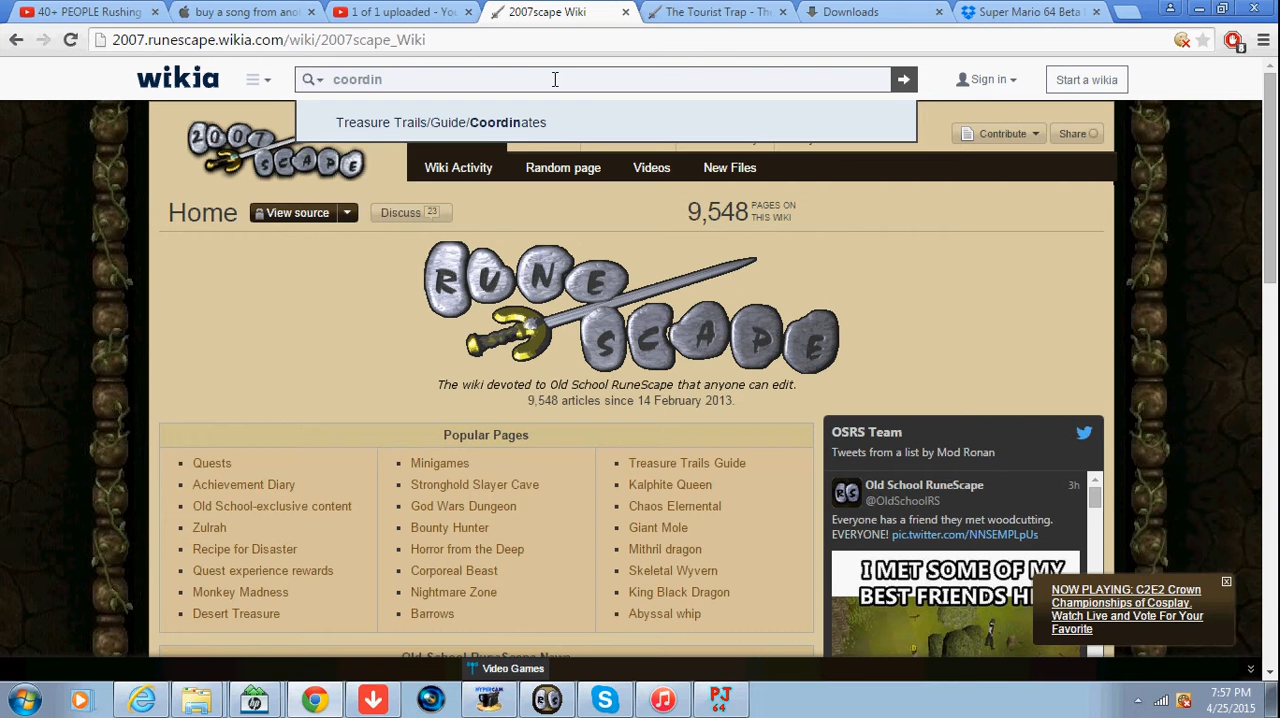 40+ PEOPLE Rushing
buy a song from ano
1 of 1 uploaded - You
2007scape Wiki
The Tourist Trap - The
Downloads
Super Mario 64 Beta
2007.runescape.wikia.com/wiki/2007scape_Wiki
wikia
coordin
Sign in
Start a wikia
Treasure Trails/Guide/Coordinates
2007 SCAPE
Contribute
Share
Wiki Activity
Random page
Videos
New Files
Home
View source
Discuss 23
9,548 PAGES ON
THIS WIKI
RUNE
SCAPE
The wiki devoted to Old School RuneScape that anyone can edit.
9,548 articles since 14 February 2013.
Popular Pages
Quests
Achievement Diary
Old School-exclusive content
Zulrah
Recipe for Disaster
Quest experience rewards
Monkey Madness
Desert Treasure
Minigames
Stronghold Slayer Cave
God Wars Dungeon
Bounty Hunter
Horror from the Deep
Corporeal Beast
Nightmare Zone
Barrows
Treasure Trails Guide
Kalphite Queen
Chaos Elemental
Giant Mole
Mithril dragon
Skeletal Wyvern
King Black Dragon
Abyssal whip
OSRS Team
Tweets from a list by Mod Ronan
Old School RuneScape
3h
@OldSchoolRS
Everyone has a friend they met woodcutting.
EVERYONE! pic.twitter.com/NNSEMPLpUs
I MET SOME OF MY
BEST FRIENDS H
NOW PLAYING: C2E2 Crown
Championships of Cosplay.
Watch Live and Vote For Your
Favorite
Video Games
HYPERCAM
PJ
64
7:57 PM
4/25/2015